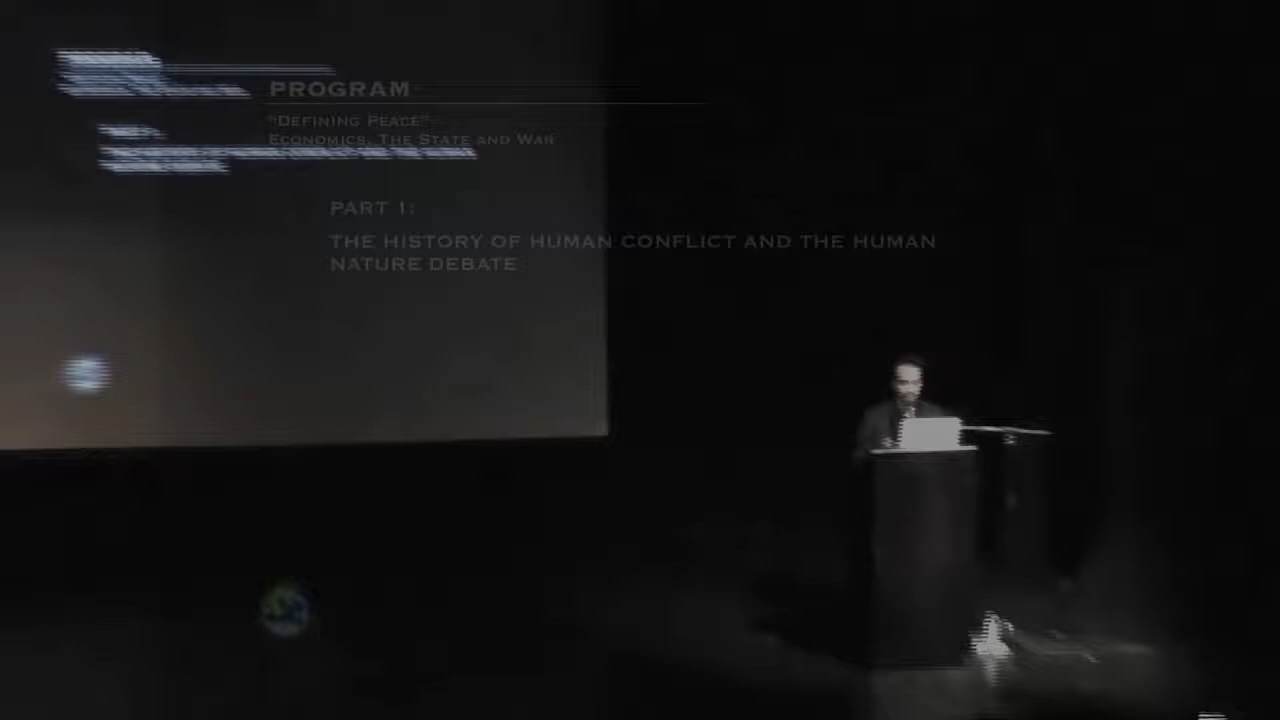 PROGRAM
"DEFINING PEACE"
ECONOMICS, THE STATE AND WAR
PART 1:
THE HISTORY OF HUMAN CONFLICT AND THE HUMAN
NATURE DEBATE